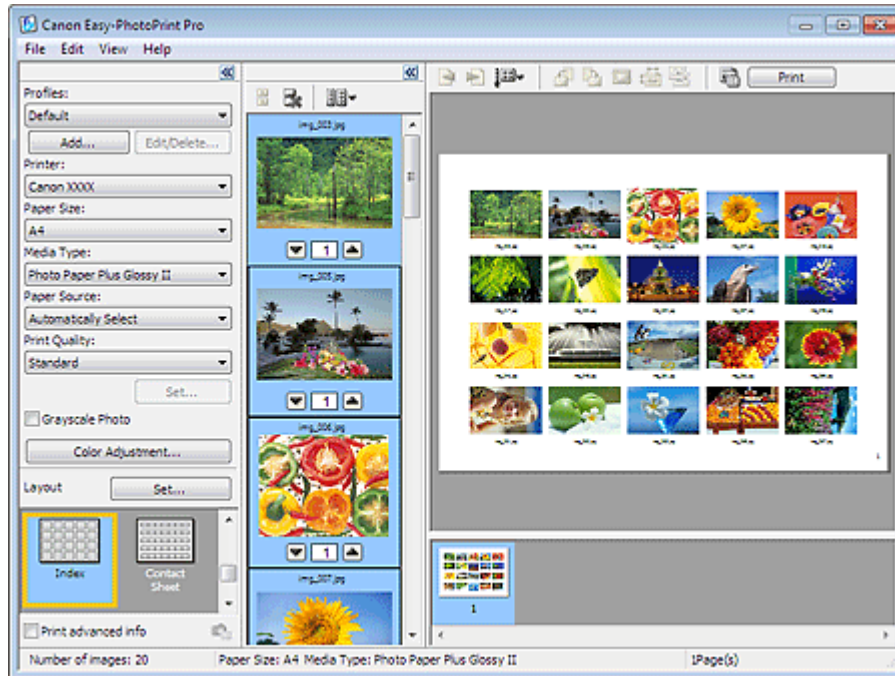 Canon Easy-PhotoPrint Pro
File Edit View Help
Profiles:
Default
Add... Edit/Delete...
Printer:
Canon XXXX
Paper Size:
A4
Media Type:
Photo Paper Plus Glossy II
Paper Source:
Automatically Select
Print Quality:
Standard
Set...
Grayscale Photo
Color Adjustment...
Layout Set...
Index
Contact
Sheet
Print advanced info
img_003.jpg
1
img_005.jpg
1
img_006.jpg
1
img_007.jpg
Print
1
1
Number of images: 20 Paper Size: A4 Media Type: Photo Paper Plus Glossy II 1Page(s)